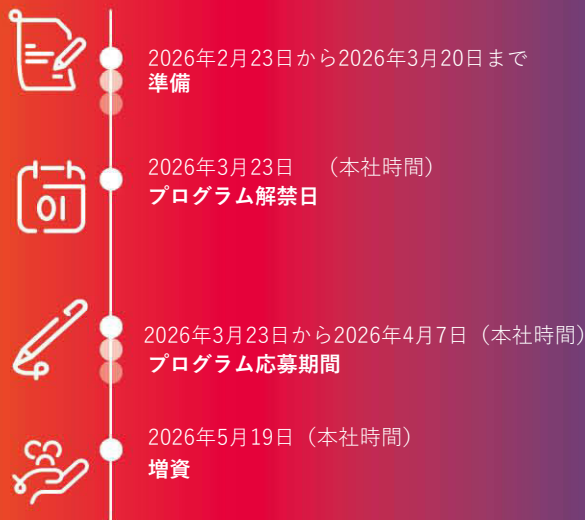 2026年2月23日から2026年3月20日まで
準備
01
2026年3月23日　（本社時間）
プログラム解禁日
2026年3月23日から2026年4月7日（本社時間）
プログラム応募期間
2026年5月19日（本社時間）
増資